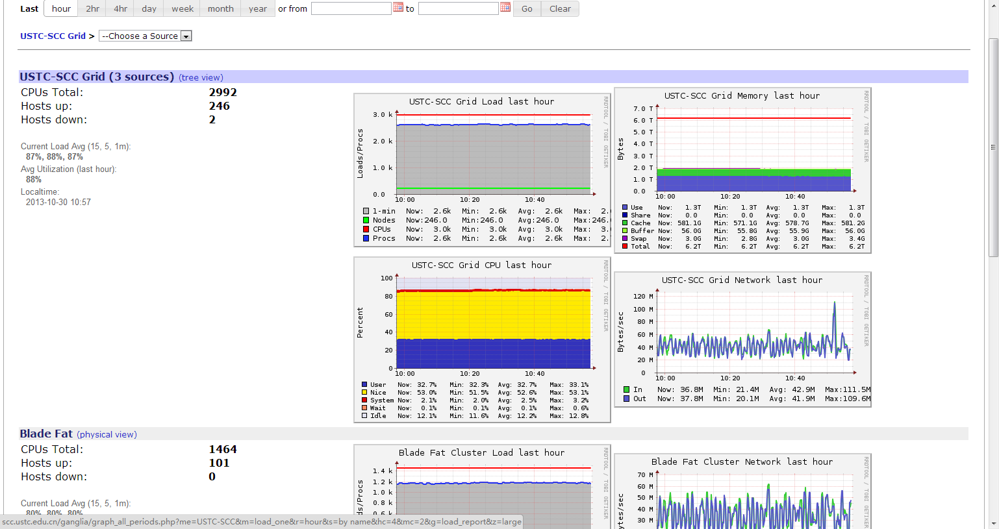 Last hour 2hr 4hr day week month year or from to Go Clear
USTC-SCC Grid > --Choose a Source
USTC-SCC Grid (3 sources) (tree view)
CPUs Total: 2992
Hosts up: 246
Hosts down: 2
Current Load Avg (15, 5, 1m):
87%, 88%, 87%
Avg Utilization (last hour):
88%
Localtime:
2013-10-30 10:57
USTC-SCC Grid Load last hour
RRDTOOL / TOBI OETIKER
Loads/Procs
3.0 k
2.0 k
1.0 k
0.0
10:00 10:20 10:40
1-min Now: 2.6k Min: 2.6k Avg: 2.6k Max: 2.
Nodes Now:246.0 Min:246.0 Avg:246.0 Max:246.
CPUs Now: 3.0k Min: 3.0k Avg: 3.0k Max: 3.
Procs Now: 2.6k Min: 2.6k Avg: 2.6k Max: 2.
USTC-SCC Grid Memory last hour
RRDTOOL / TOBI OETIKER
Bytes
7.0 T
6.0 T
5.0 T
4.0 T
3.0 T
2.0 T
1.0 T
0.0
10:00 10:20 10:40
Use Now: 1.3T Min: 1.3T Avg: 1.3T Max: 1.3T
Share Now: 0.0 Min: 0.0 Avg: 0.0 Max: 0.0
Cache Now: 581.1G Min: 571.1G Avg: 578.7G Max: 581.2G
Buffer Now: 56.0G Min: 55.8G Avg: 55.9G Max: 56.0G
Swap Now: 3.0G Min: 2.8G Avg: 3.0G Max: 3.4G
Total Now: 6.2T Min: 6.2T Avg: 6.2T Max: 6.2T
USTC-SCC Grid CPU last hour
RRDTOOL / TOBI OETIKER
Percent
100
80
60
40
20
0
10:00 10:20 10:40
User Now: 32.7% Min: 32.3% Avg: 32.7% Max: 33.1%
Nice Now: 53.0% Min: 51.5% Avg: 52.6% Max: 53.1%
System Now: 2.1% Min: 2.0% Avg: 2.5% Max: 3.2%
Wait Now: 0.1% Min: 0.1% Avg: 0.1% Max: 0.6%
Idle Now: 12.1% Min: 11.6% Avg: 12.2% Max: 12.8%
USTC-SCC Grid Network last hour
RRDTOOL / TOBI OETIKER
Bytes/sec
120 M
100 M
80 M
60 M
40 M
20 M
0
10:00 10:20 10:40
In Now: 36.8M Min: 21.4M Avg: 42.9M Max:111.5M
Out Now: 37.8M Min: 20.1M Avg: 41.9M Max:109.6M
Blade Fat (physical view)
CPUs Total: 1464
Hosts up: 101
Hosts down: 0
Current Load Avg (15, 5, 1m):
80%, 80%, 80%
Blade Fat Cluster Load last hour
RRDTOOL / TOBI OETIKER
ds/Procs
1.4 k
1.2 k
1.0 k
0.8 k
0.6 k
Blade Fat Cluster Network last hour
RRDTOOL / TOBI OETIKER
ytes/sec
70 M
60 M
50 M
40 M
30 M
scc.ustc.edu.cn/ganglia/graph_all_periods.php?me=USTC-SCC&m=load_one&r=hour&s=by name&hc=4&mc=2&g=load_report&z=large